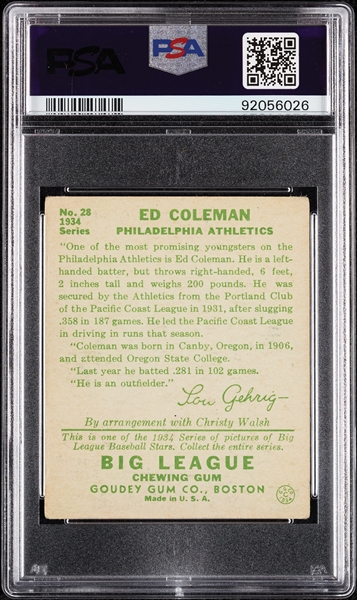 PSA
PSA
92056026
No. 28
1934
Series
ED COLEMAN
PHILADELPHIA ATHLETICS
"One of the most promising youngsters on the
Philadelphia Athletics is Ed Coleman. He is a left-
handed batter, but throws right-handed, 6 feet,
2 inches tall and weighs 200 pounds. He was
secured by the Athletics from the Portland Club
of the Pacific Coast League in 1931, after slugging
.358 in 187 games. He led the Pacific Coast League
in driving in runs that season.
"Coleman was born in Canby, Oregon, in 1906,
and attended Oregon State College.
"Last year he batted .281 in 102 games.
"He is an outfielder."
Lou Gehrig
By arrangement with Christy Walsh
This is one of the 1934 Series of pictures of Big
League Baseball Stars. Collect the entire series.
BIG LEAGUE
CHEWING GUM
GOUDEY GUM CO., BOSTON
Made in U. S. A.